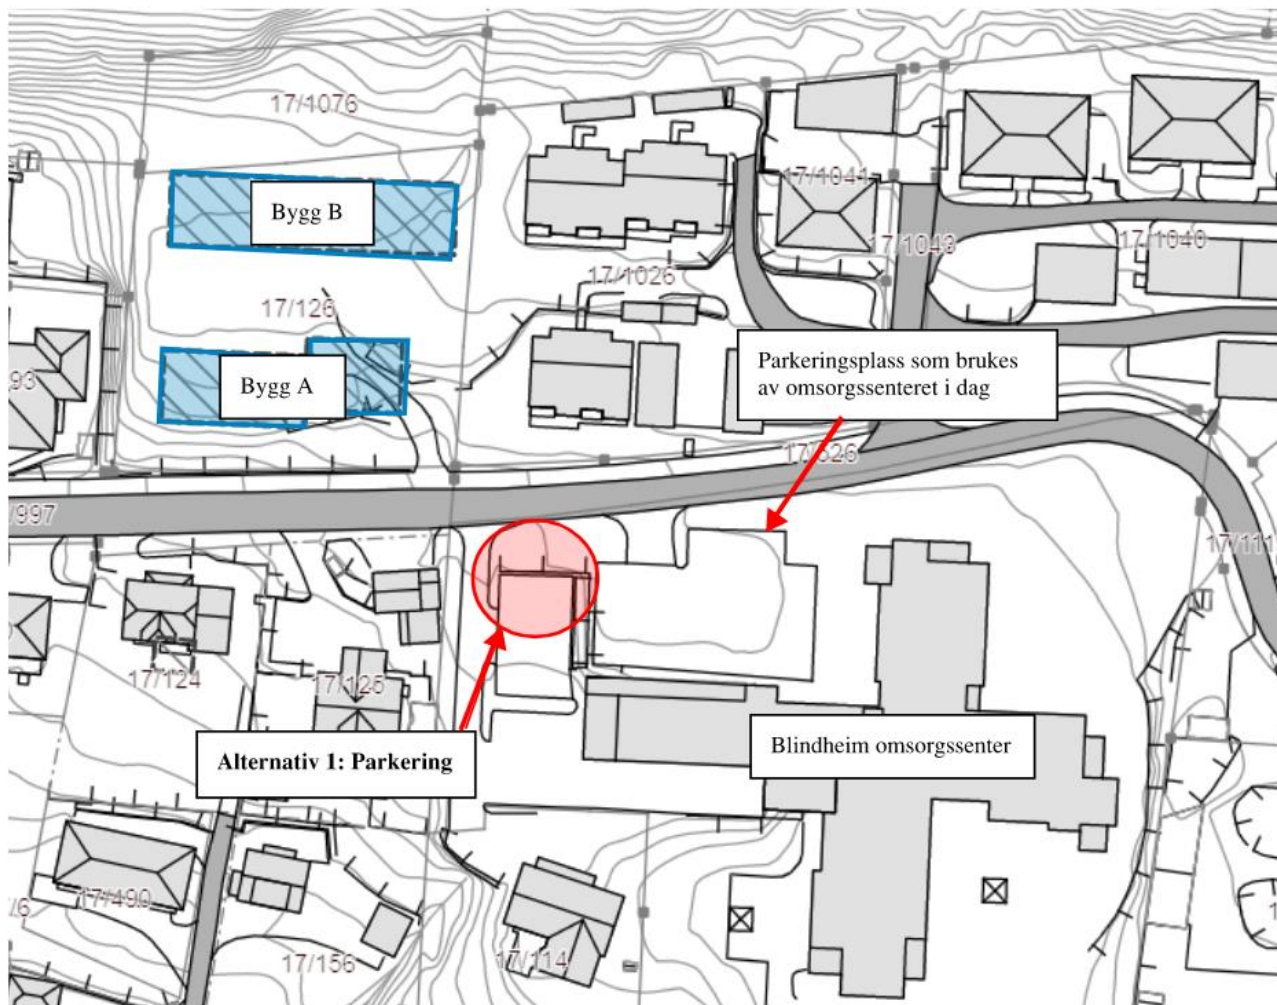 17/1076
Bygg B
17/1041
17/1043
17/1040
17/1026
17/126
Parkeringsplass som brukes
av omsorgssenteret i dag
Bygg A
93
17/526
/997
17/111
17/124
17/125
Alternativ 1: Parkering
Blindheim omsorgssenter
/6
17/490
17/156
17/114